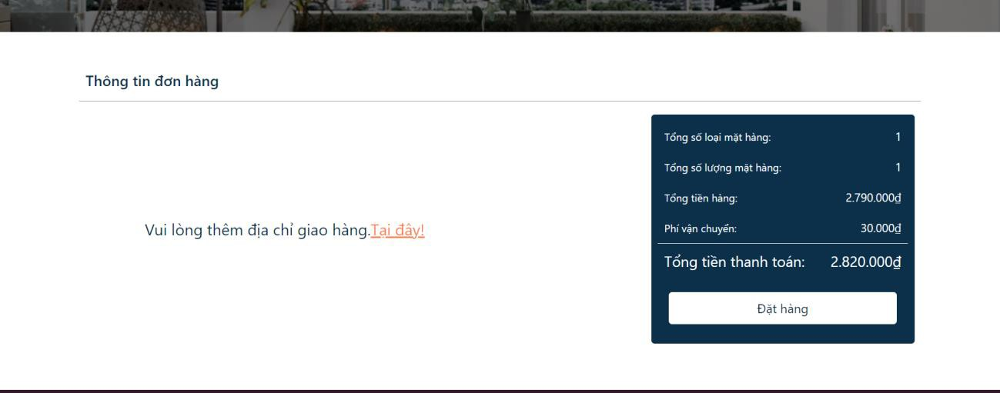 Thông tin đơn hàng
Vui lòng thêm địa chỉ giao hàng.Tại đây!
Tổng số loại mặt hàng: 1
Tổng số lượng mặt hàng: 1
Tổng tiền hàng: 2.790.000₫
Phí vận chuyển: 30.000₫
Tổng tiền thanh toán: 2.820.000₫
Đặt hàng